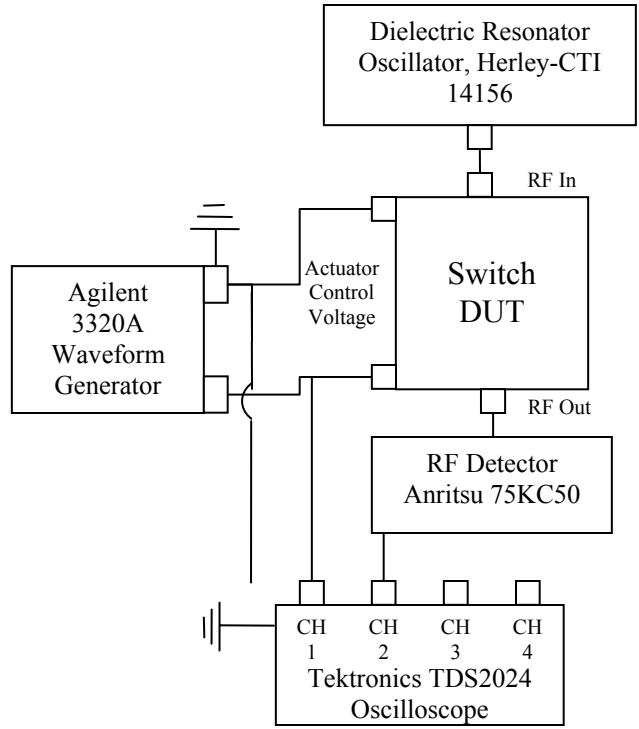 Dielectric Resonator
Oscillator, Herley-CTI
14156
RF In
Actuator
Control
Voltage
Switch
DUT
Agilent
3320A
Waveform
Generator
RF Out
RF Detector
Anritsu 75KC50
CH CH CH CH
1 2 3 4
Tektronics TDS2024
Oscilloscope